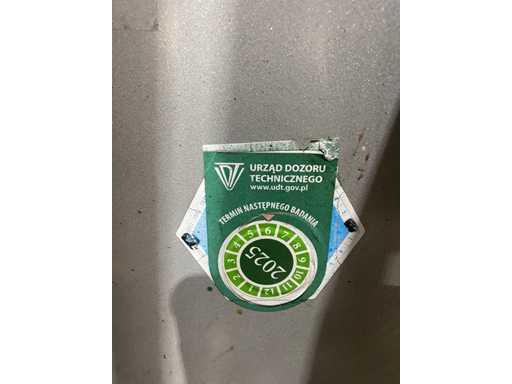 UDT
URZĄD DOZORU
TECHNICZNEGO
www.udt.gov.pl
TERMIN NASTĘPNEGO BADANIA
1 2 3 4 5 6 7 8 9 10 11 12
2025